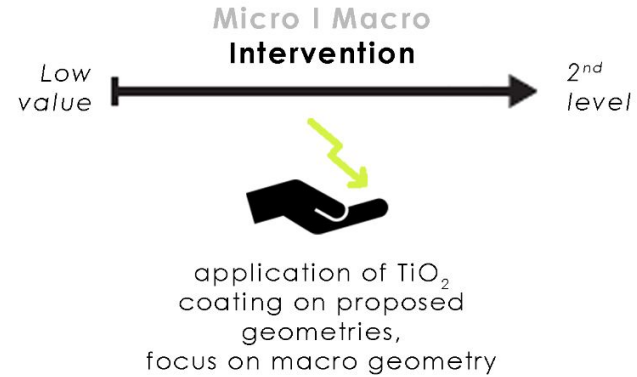 Micro I Macro
Intervention
Low
value
2nd
level
application of TiO2
coating on proposed
geometries,
focus on macro geometry